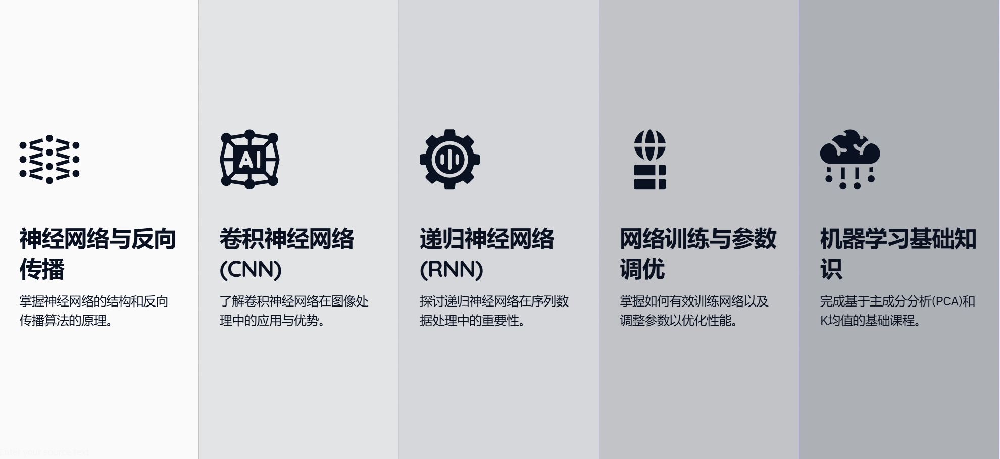 AI
神经网络与反向
传播
掌握神经网络的结构和反向
传播算法的原理。
卷积神经网络
(CNN)
了解卷积神经网络在图像处
理中的应用与优势。
递归神经网络
(RNN)
探讨递归神经网络在序列数
据处理中的重要性。
网络训练与参数
调优
掌握如何有效训练网络以及
调整参数以优化性能。
机器学习基础知
识
完成基于主成分分析(PCA)和
K均值的基础课程。
Enter your source text